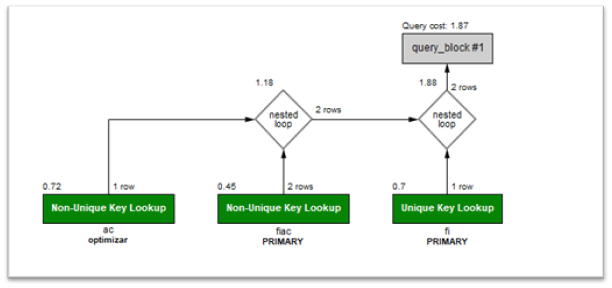 Query cost: 1.87
query_block #1
1.18
1.88
2 rows
nested
loop
2 rows
nested
loop
0.72
1 row
0.45
2 rows
0.7
1 row
Non-Unique Key Lookup
Non-Unique Key Lookup
Unique Key Lookup
ac
fiac
fi
optimizar
PRIMARY
PRIMARY